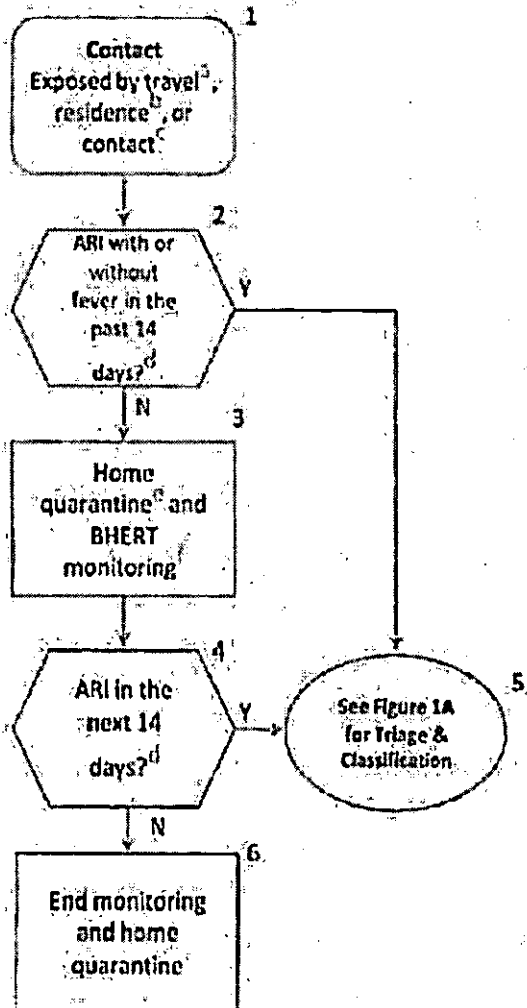 1
Contact
Exposed by travel^a,
residence^b, or
contact^c
2
ARI with or
without
fever in the
past 14
days?^d
Y
N
3
Home
quarantine^e and
BHERT
monitoring^f
4
ARI in the
next 14
days?^d
Y
5
See Figure 1A
for Triage &
Classification
N
6
End monitoring
and home
quarantine